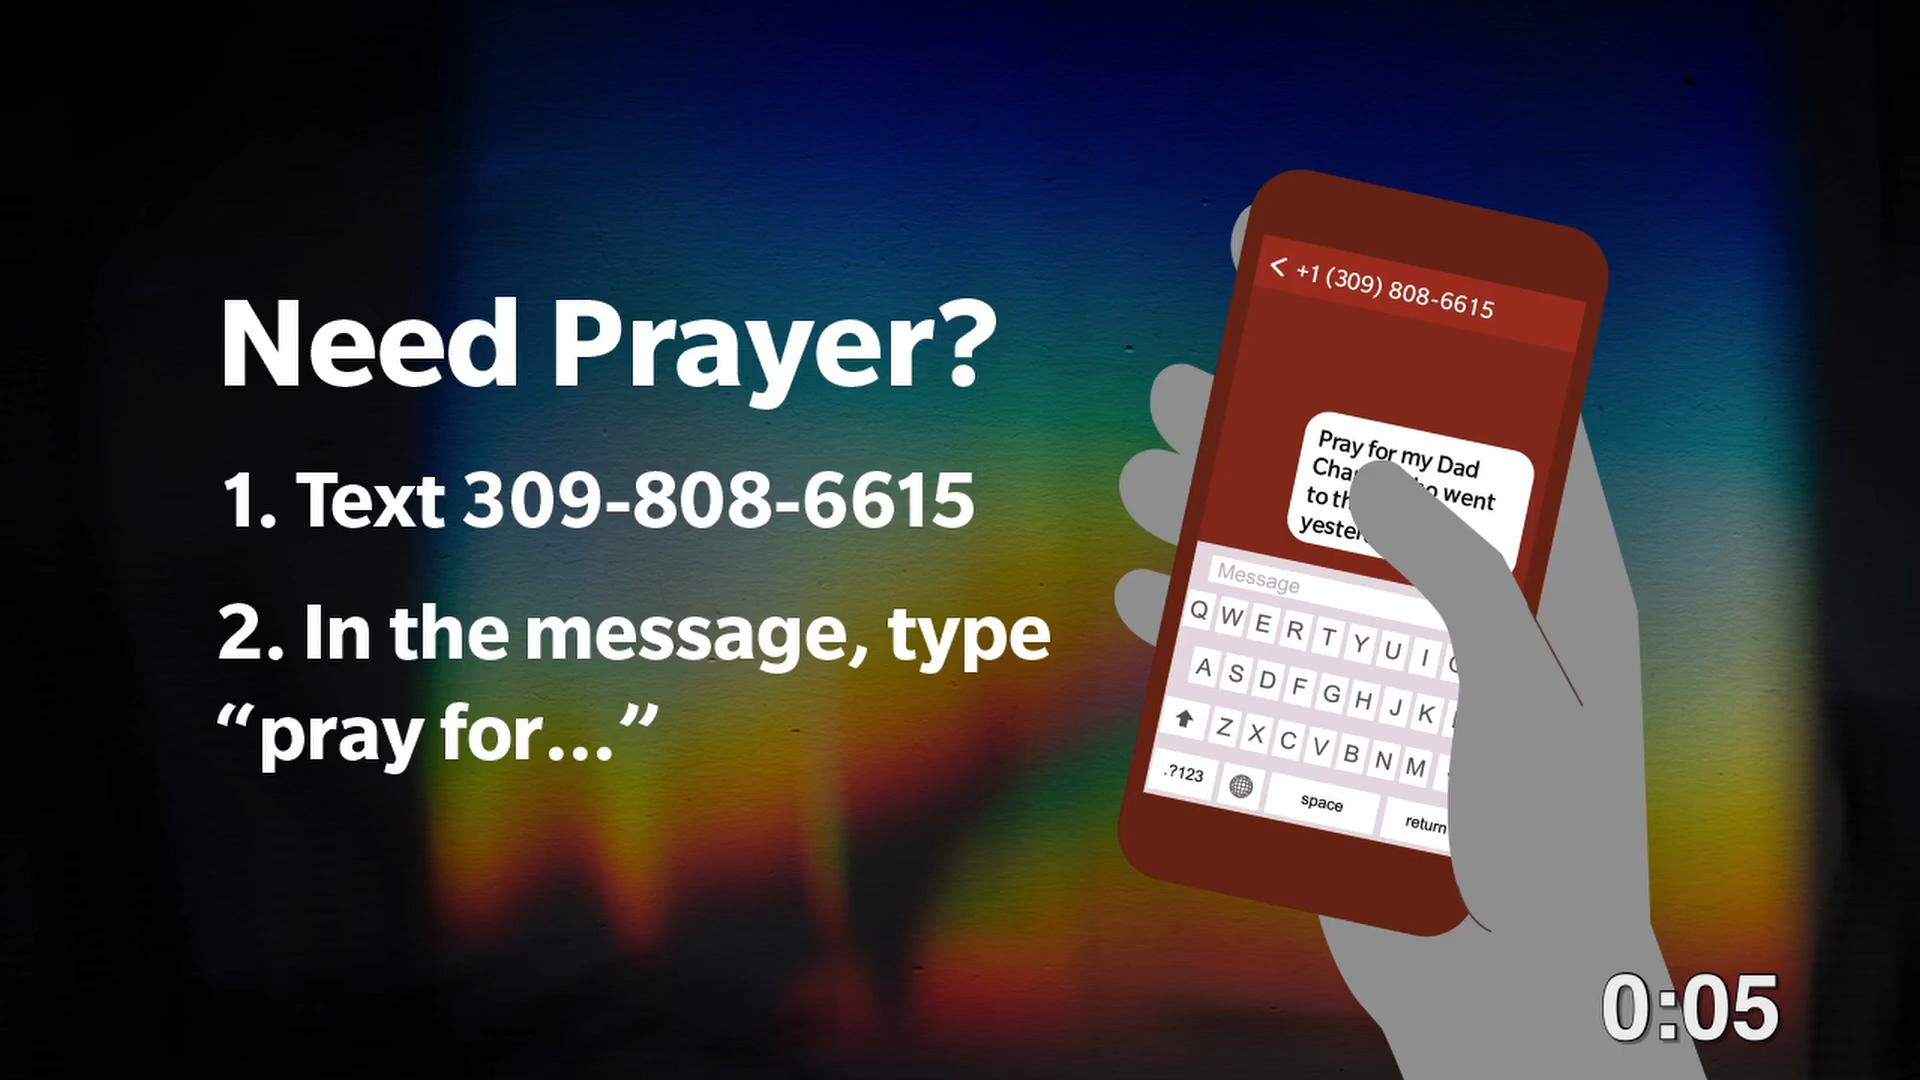 Need Prayer?
1. Text 309-808-6615
2. In the message, type
“pray for...”
< +1 (309) 808-6615
Pray for my Dad
went
to
Message
Q W E R T Y U I
A S D F G H J K
Z X C V B N M
.?123 space return
0:05